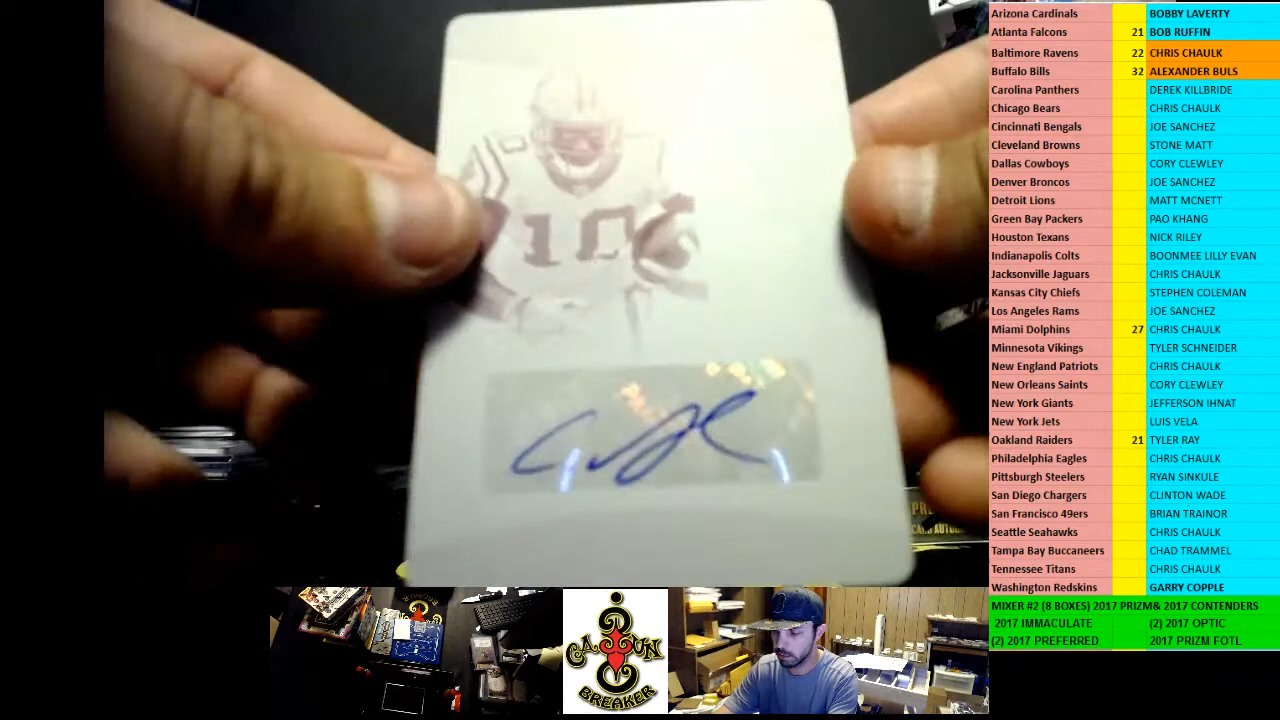 10
Arizona Cardinals BOBBY LAVERTY
Atlanta Falcons 21 BOB RUFFIN
Baltimore Ravens 22 CHRIS CHAULK
Buffalo Bills 32 ALEXANDER BULS
Carolina Panthers DEREK KILLBRIDE
Chicago Bears CHRIS CHAULK
Cincinnati Bengals JOE SANCHEZ
Cleveland Browns STONE MATT
Dallas Cowboys CORY CLEWLEY
Denver Broncos JOE SANCHEZ
Detroit Lions MATT MCNETT
Green Bay Packers PAO KHANG
Houston Texans NICK RILEY
Indianapolis Colts BOONMEE LILLY EVAN
Jacksonville Jaguars CHRIS CHAULK
Kansas City Chiefs STEPHEN COLEMAN
Los Angeles Rams JOE SANCHEZ
Miami Dolphins 27 CHRIS CHAULK
Minnesota Vikings TYLER SCHNEIDER
New England Patriots CHRIS CHAULK
New Orleans Saints CORY CLEWLEY
New York Giants JEFFERSON IHNAT
New York Jets LUIS VELA
Oakland Raiders 21 TYLER RAY
Philadelphia Eagles CHRIS CHAULK
Pittsburgh Steelers RYAN SINKULE
San Diego Chargers CLINTON WADE
San Francisco 49ers BRIAN TRAINOR
Seattle Seahawks CHRIS CHAULK
Tampa Bay Buccaneers CHAD TRAMMEL
Tennessee Titans CHRIS CHAULK
Washington Redskins GARRY COPPLE
MIXER #2 (8 BOXES) 2017 PRIZM& 2017 CONTENDERS
2017 IMMACULATE (2) 2017 OPTIC
(2) 2017 PREFERRED 2017 PRIZM FOTL
CAJUN
BREAKER